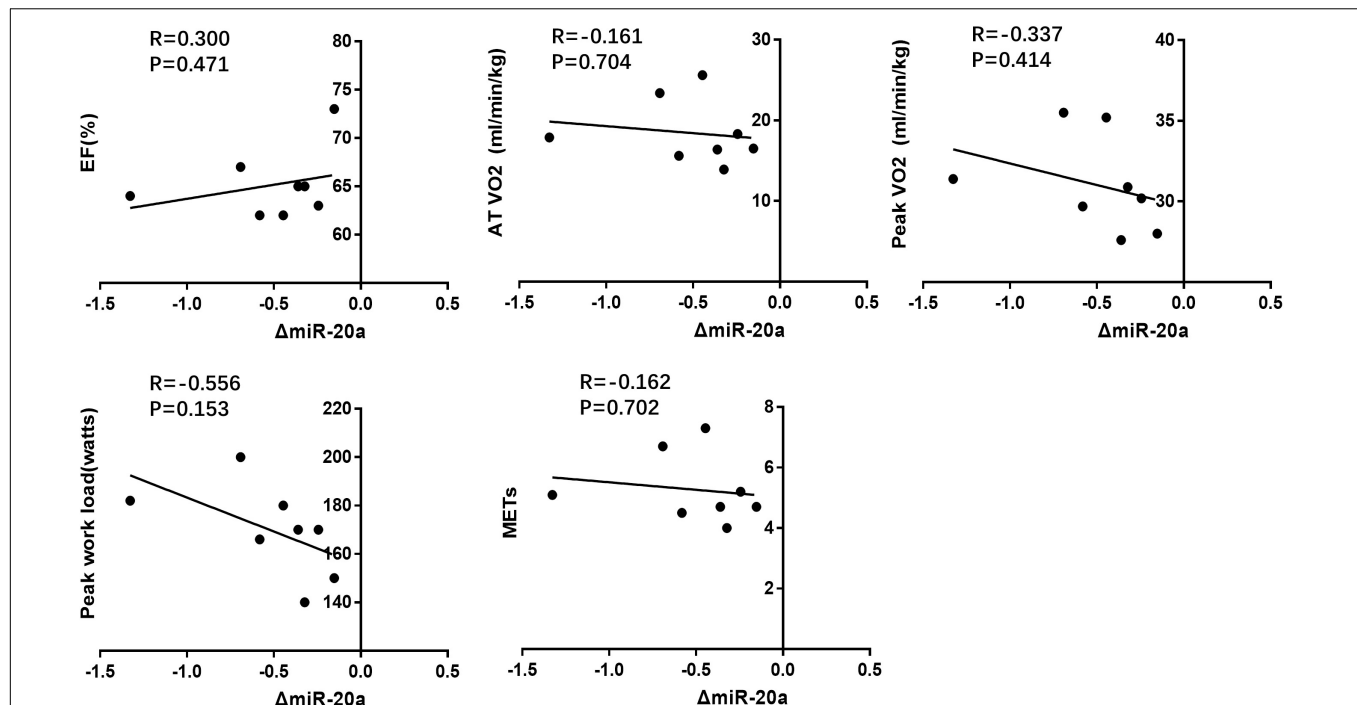 R=0.300
P=0.471
EF(%)
80
75
70
65
60
-1.5 -1.0 -0.5 0.0 0.5
ΔmiR-20a
R=-0.161
P=0.704
AT VO2 (ml/min/kg)
30
20
10
-1.5 -1.0 -0.5 0.0 0.5
ΔmiR-20a
R=-0.337
P=0.414
Peak VO2 (ml/min/kg)
40
35
30
-1.5 -1.0 -0.5 0.0 0.5
ΔmiR-20a
R=-0.556
P=0.153
Peak work load(watts)
220
200
180
160
140
-1.5 -1.0 -0.5 0.0 0.5
ΔmiR-20a
R=-0.162
P=0.702
METs
8
6
4
2
-1.5 -1.0 -0.5 0.0 0.5
ΔmiR-20a